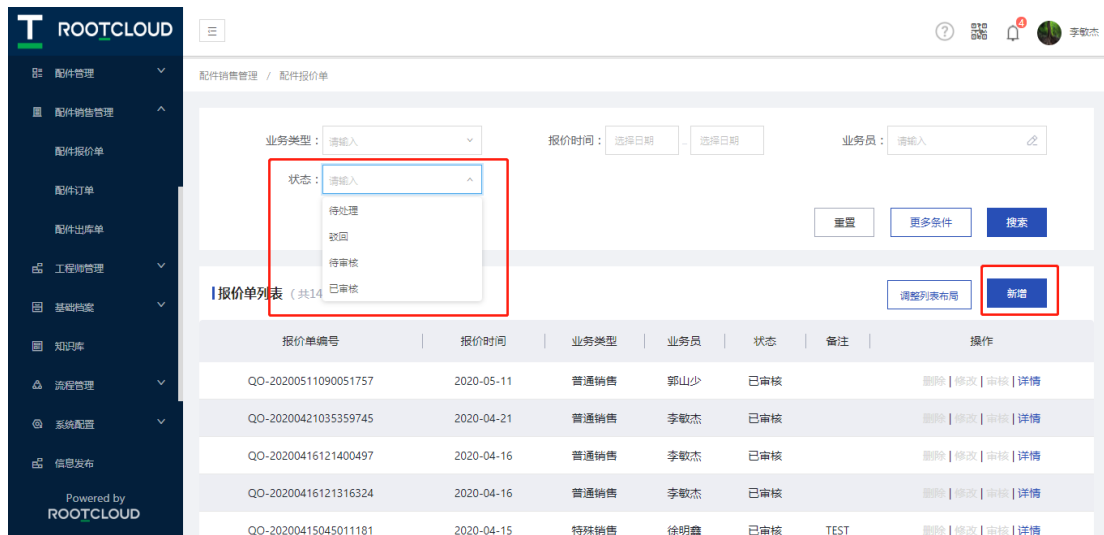 ROOTCLOUD
4
李敏杰
配件管理
配件销售管理
配件报价单
配件订单
配件出库单
工程师管理
基础档案
知识库
流程管理
系统配置
信息发布
Powered by
ROOTCLOUD
配件销售管理 / 配件报价单
业务类型： 请输入 报价时间： 选择日期 - 选择日期 业务员： 请输入
状态： 请输入
待处理
驳回
待审核
已审核
重置 更多条件 搜索
报价单列表 （共14
调整列表布局 新增
报价单编号 报价时间 业务类型 业务员 状态 备注 操作
QO-20200511090051757 2020-05-11 普通销售 郭山少 已审核 删除 | 修改 | 审核 | 详情
QO-20200421035359745 2020-04-21 普通销售 李敏杰 已审核 删除 | 修改 | 审核 | 详情
QO-20200416121400497 2020-04-16 普通销售 李敏杰 已审核 删除 | 修改 | 审核 | 详情
QO-20200416121316324 2020-04-16 普通销售 李敏杰 已审核 删除 | 修改 | 审核 | 详情
QO-20200415045011181 2020-04-15 特殊销售 徐明鑫 已审核 TEST 删除 | 修改 | 审核 | 详情